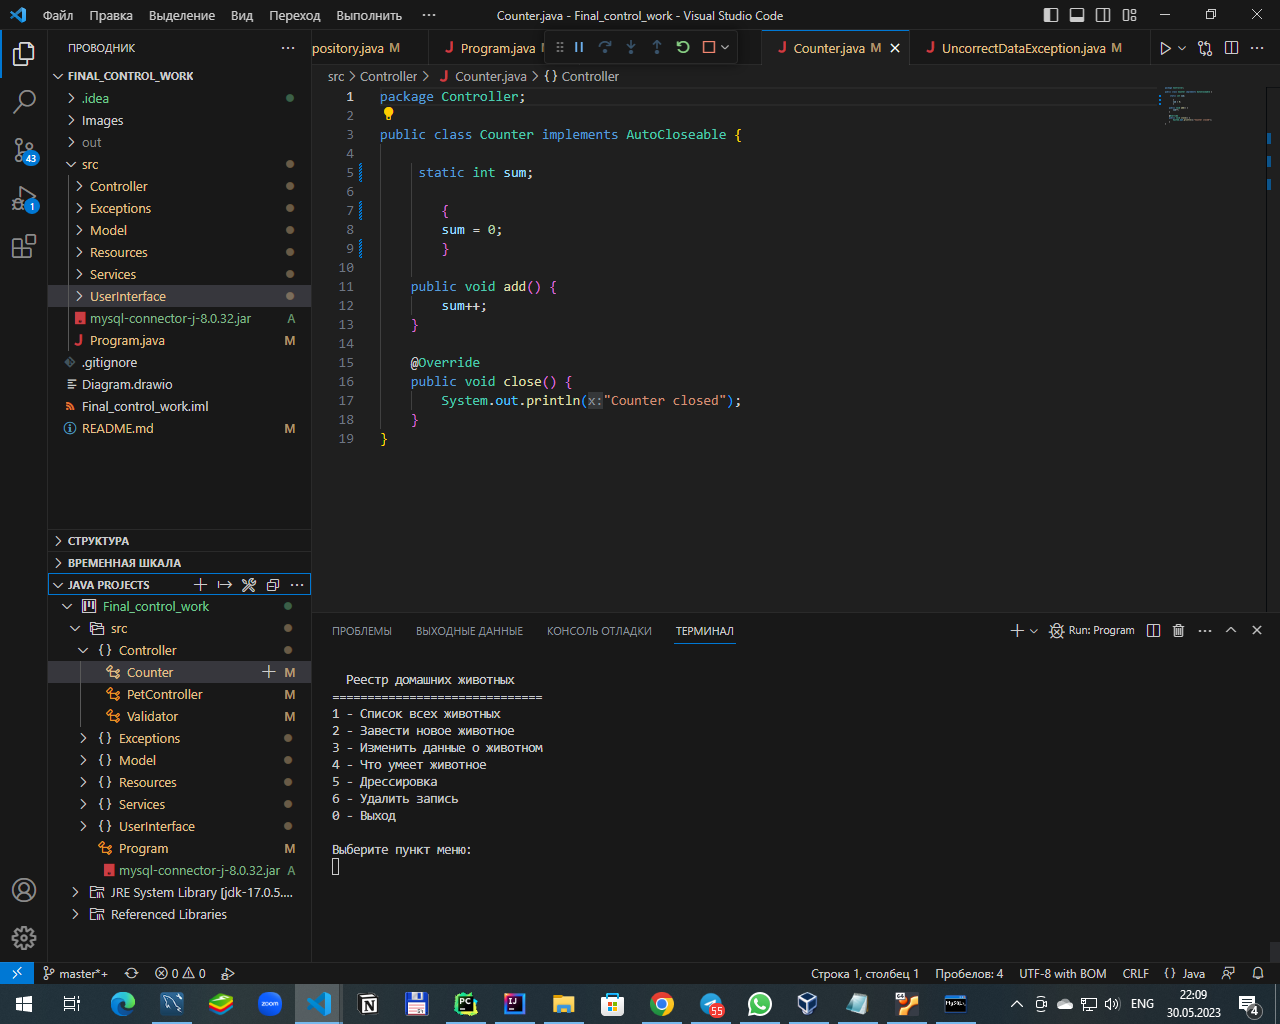 Файл Правка Выделение Вид Переход Выполнить ··· Counter.java - Final_control_work - Visual Studio Code
ПРОВОДНИК ···
pository.java M Program.java Counter.java M UncorrectDataException.java M ···
src > Controller > Counter.java > {} Controller
FINAL_CONTROL_WORK
.idea
Images
out
src
Controller
Exceptions
Model
Resources
Services
UserInterface
mysql-connector-j-8.0.32.jar A
Program.java M
.gitignore
Diagram.drawio
Final_control_work.iml
README.md M
43
1
1 package Controller;
2
3 public class Counter implements AutoCloseable {
4
5 static int sum;
6
7 {
8 sum = 0;
9 }
10
11 public void add() {
12 sum++;
13 }
14
15 @Override
16 public void close() {
17 System.out.println(x:"Counter closed");
18 }
19 }
СТРУКТУРА
ВРЕМЕННАЯ ШКАЛА
JAVA PROJECTS ···
Final_control_work
src
{} Controller
Counter M
PetController M
Validator M
{} Exceptions
{} Model
{} Resources
{} Services
{} UserInterface
Program M
mysql-connector-j-8.0.32.jar A
JRE System Library [jdk-17.0.5....
Referenced Libraries
ПРОБЛЕМЫ ВЫХОДНЫЕ ДАННЫЕ КОНСОЛЬ ОТЛАДКИ ТЕРМИНАЛ Run: Program ···
Реестр домашних животных
==============================
1 - Список всех животных
2 - Завести новое животное
3 - Изменить данные о животном
4 - Что умеет животное
5 - Дрессировка
6 - Удалить запись
0 - Выход
Выберите пункт меню:
master*+ 0 0 Строка 1, столбец 1 Пробелов: 4 UTF-8 with BOM CRLF {} Java
zoom PC IJ 55 MySQL ENG 22:09
30.05.2023 4